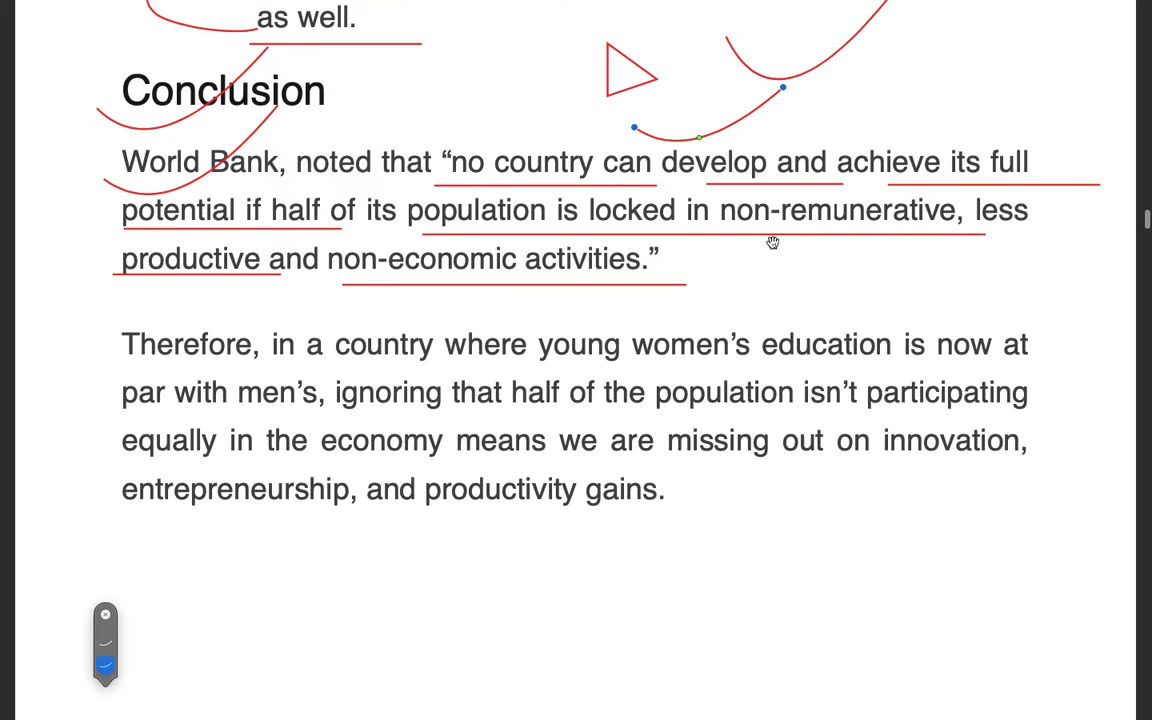 as well.
Conclusion
World Bank, noted that “no country can develop and achieve its full
potential if half of its population is locked in non-remunerative, less
productive and non-economic activities.”
Therefore, in a country where young women’s education is now at
par with men’s, ignoring that half of the population isn’t participating
equally in the economy means we are missing out on innovation,
entrepreneurship, and productivity gains.